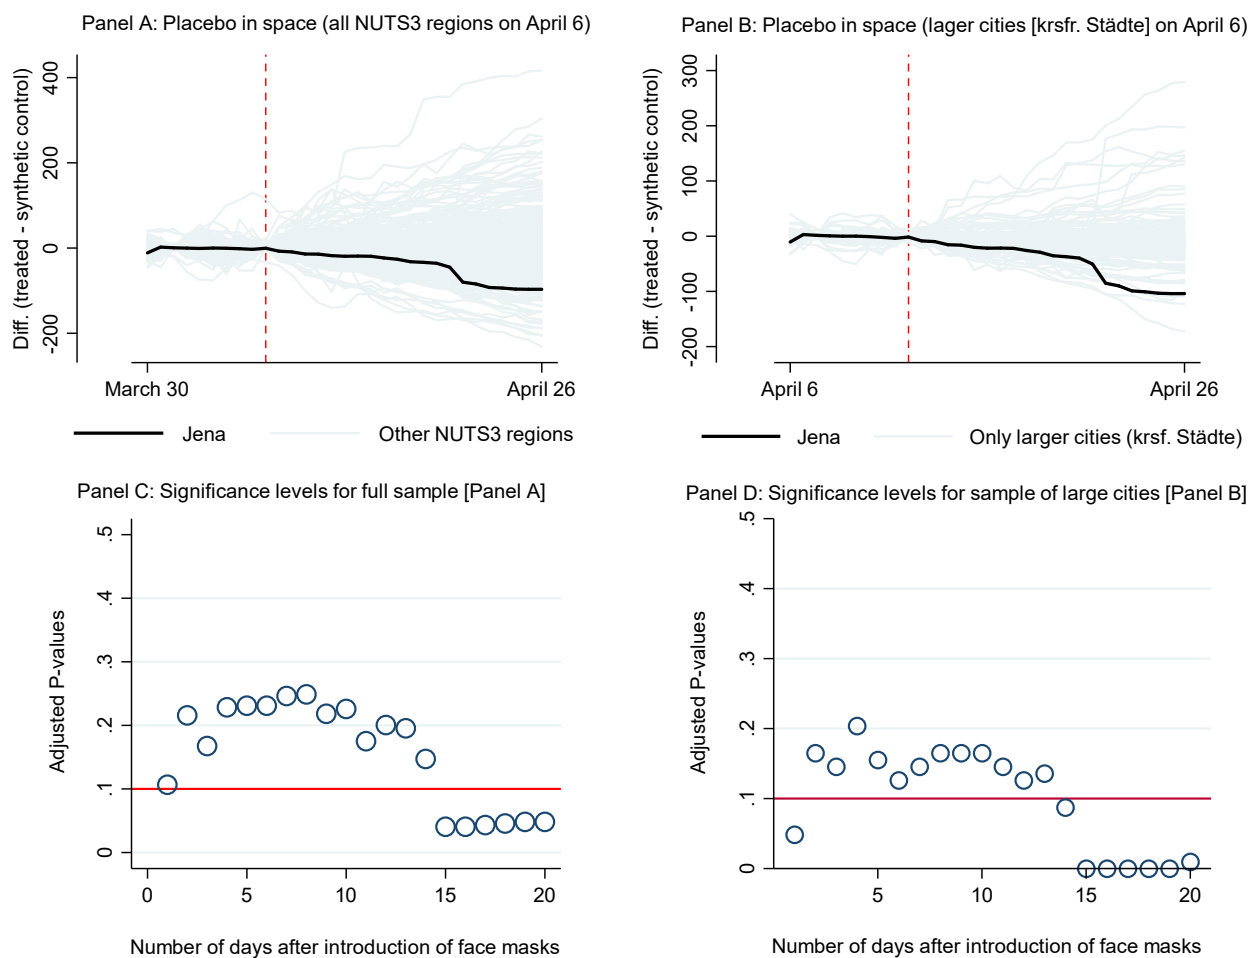 Panel A: Placebo in space (all NUTS3 regions on April 6)
Diff. (treated - synthetic control)
400
200
0
-200
March 30
April 26
Jena
Other NUTS3 regions
Panel B: Placebo in space (lager cities [krsfr. Städte] on April 6)
Diff. (treated - synthetic control)
300
200
100
0
-100
-200
April 6
April 26
Jena
Only larger cities (krsf. Städte)
Panel C: Significance levels for full sample [Panel A]
Adjusted P-values
.5
.4
.3
.2
.1
0
0 5 10 15 20
Number of days after introduction of face masks
Panel D: Significance levels for sample of large cities [Panel B]
Adjusted P-values
.5
.4
.3
.2
.1
0
5 10 15 20
Number of days after introduction of face masks